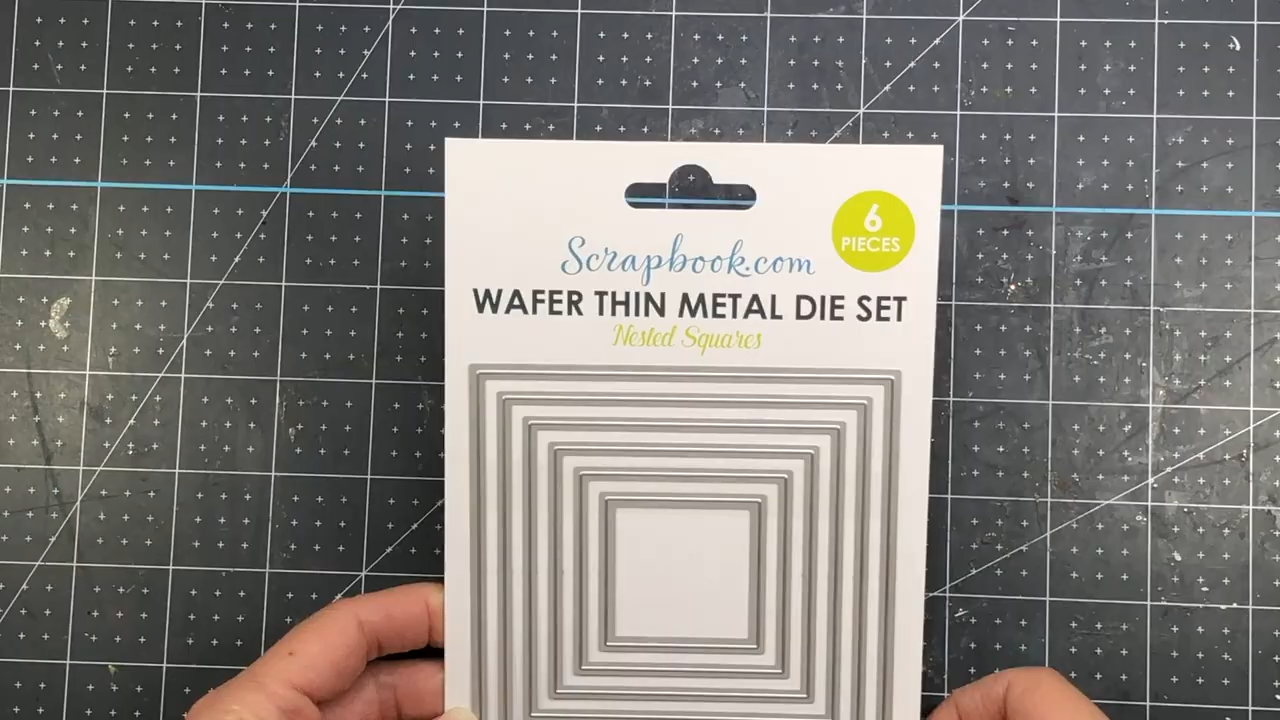 6
PIECES
Scrapbook.com
WAFER THIN METAL DIE SET
Nested Squares